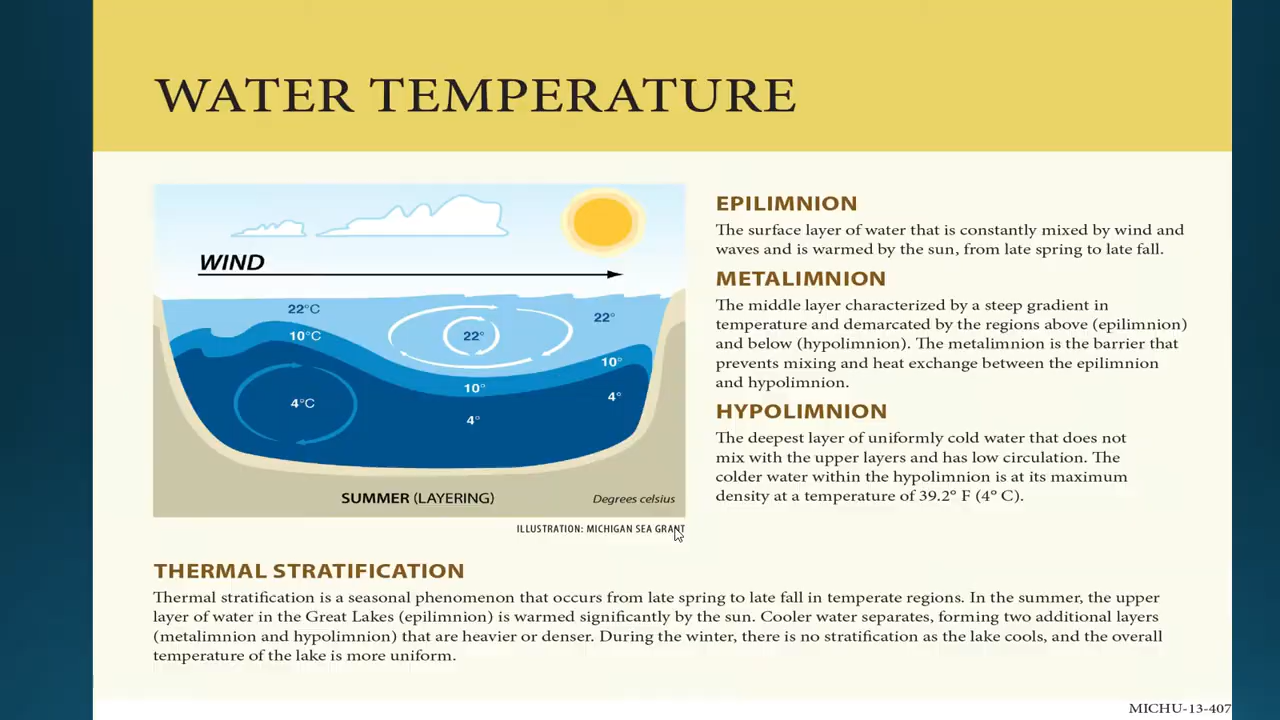 WATER TEMPERATURE
WIND
22°C
10°C
4°C
22°
10°
4°
22°
10°
4°
SUMMER (LAYERING)
Degrees celsius
ILLUSTRATION: MICHIGAN SEA GRANT
EPILIMNION
The surface layer of water that is constantly mixed by wind and
waves and is warmed by the sun, from late spring to late fall.
METALIMNION
The middle layer characterized by a steep gradient in
temperature and demarcated by the regions above (epilimnion)
and below (hypolimnion). The metalimnion is the barrier that
prevents mixing and heat exchange between the epilimnion
and hypolimnion.
HYPOLIMNION
The deepest layer of uniformly cold water that does not
mix with the upper layers and has low circulation. The
colder water within the hypolimnion is at its maximum
density at a temperature of 39.2° F (4° C).
THERMAL STRATIFICATION
Thermal stratification is a seasonal phenomenon that occurs from late spring to late fall in temperate regions. In the summer, the upper
layer of water in the Great Lakes (epilimnion) is warmed significantly by the sun. Cooler water separates, forming two additional layers
(metalimnion and hypolimnion) that are heavier or denser. During the winter, there is no stratification as the lake cools, and the overall
temperature of the lake is more uniform.
MICHU-13-407